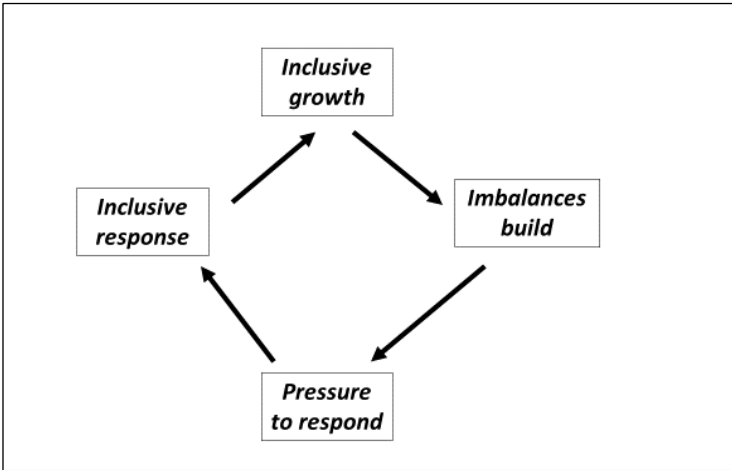 Inclusive
growth
Imbalances
build
Pressure
to respond
Inclusive
response